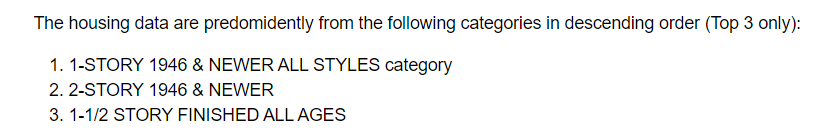 The housing data are predomidently from the following categories in descending order (Top 3 only):
1. 1-STORY 1946 & NEWER ALL STYLES category
2. 2-STORY 1946 & NEWER
3. 1-1/2 STORY FINISHED ALL AGES